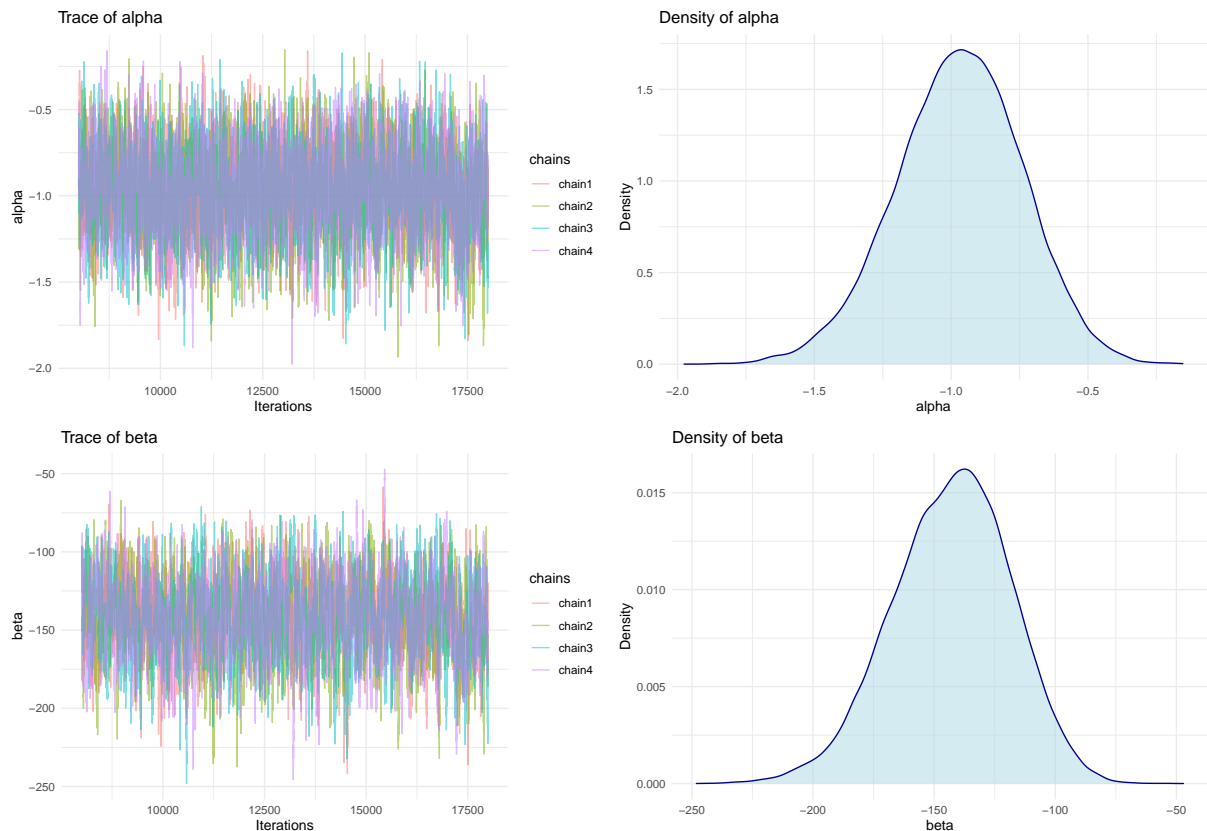 Trace of alpha
alpha
−0.5
−1.0
−1.5
−2.0
10000 12500 15000 17500
Iterations
chains
chain1
chain2
chain3
chain4
Density of alpha
Density
1.5
1.0
0.5
0.0
−2.0 −1.5 −1.0 −0.5
alpha
Trace of beta
beta
−50
−100
−150
−200
−250
10000 12500 15000 17500
Iterations
chains
chain1
chain2
chain3
chain4
Density of beta
Density
0.015
0.010
0.005
0.000
−250 −200 −150 −100 −50
beta